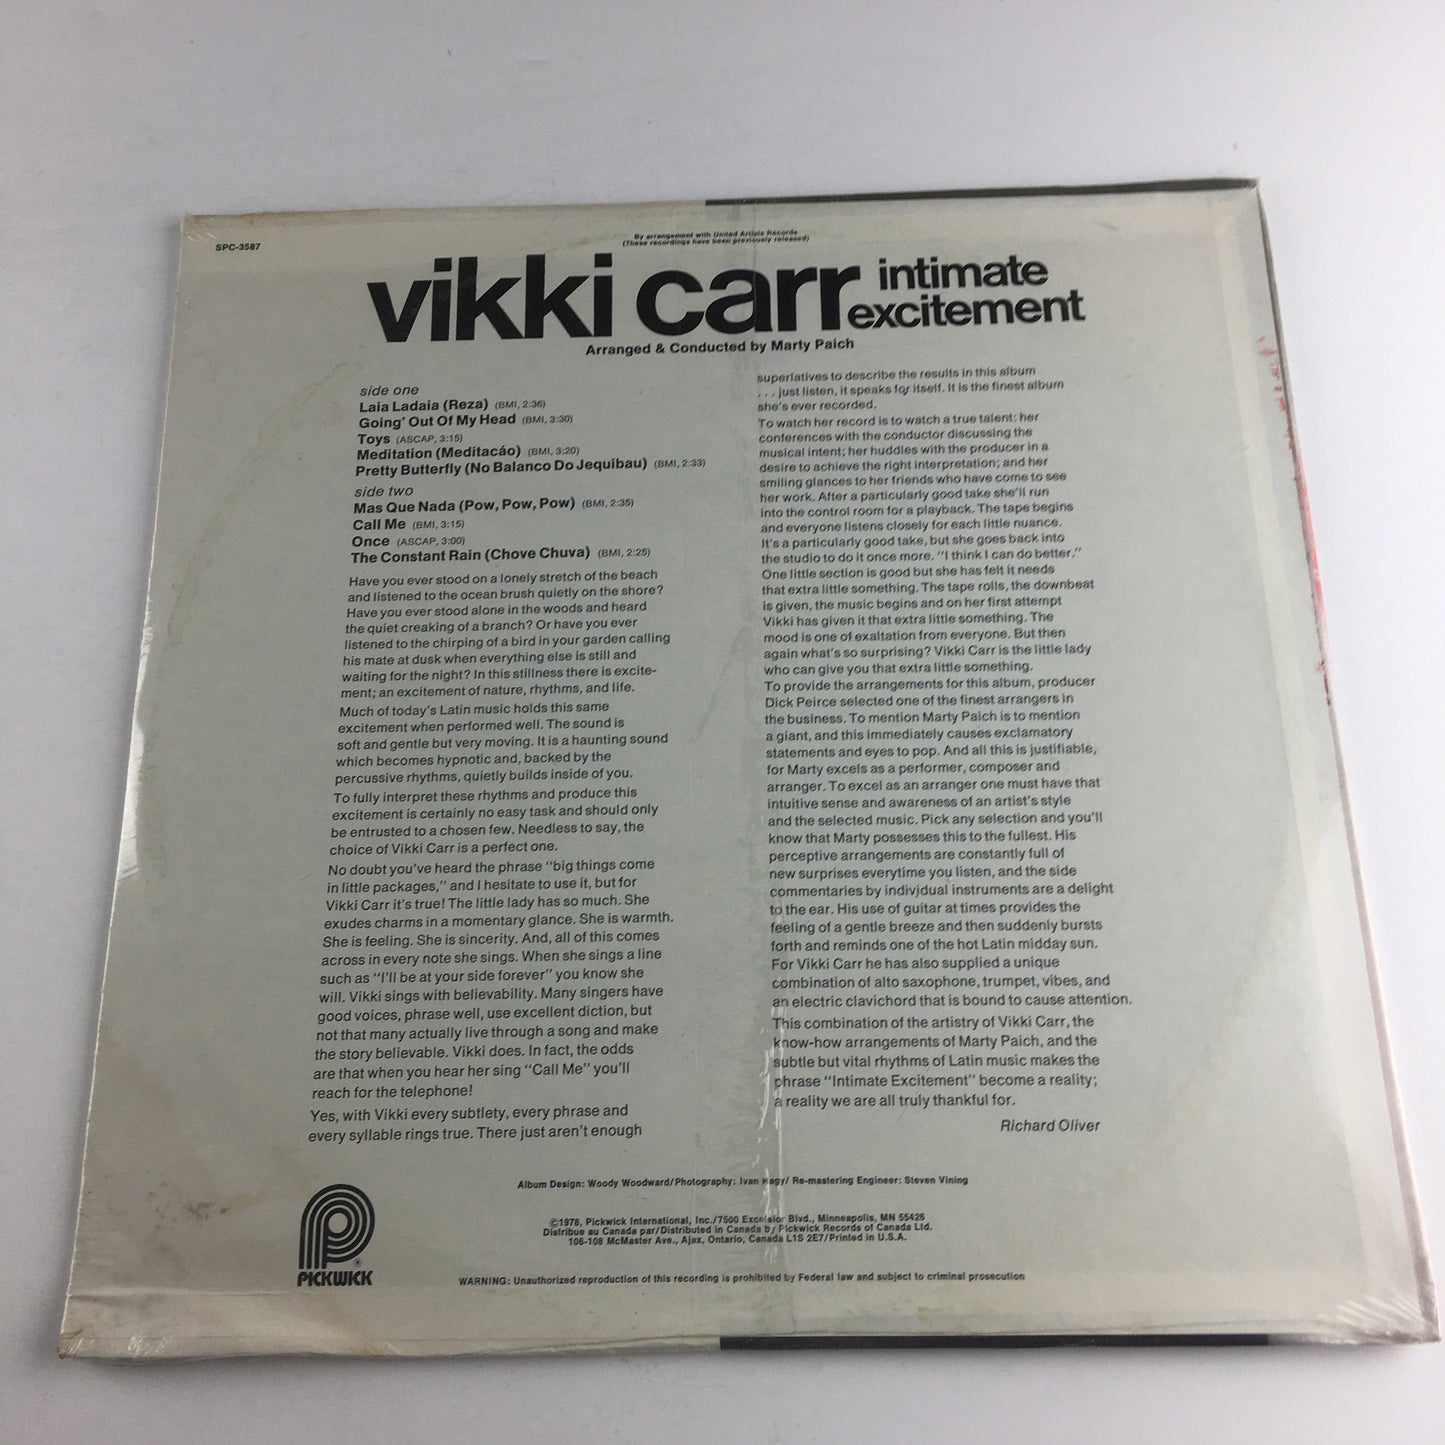 SPC-3587
By arrangement with United Artists Records
(These recordings have been previously released)
vikki carr intimate
excitement
Arranged & Conducted by Marty Paich
side one
Laia Ladaia (Reza) (BMI, 2:36)
Going' Out Of My Head (BMI, 3:30)
Toys (ASCAP, 3:15)
Meditation (Meditacáo) (BMI, 3:20)
Pretty Butterfly (No Balanco Do Jequibau) (BMI, 2:33)
side two
Mas Que Nada (Pow, Pow, Pow) (BMI, 2:35)
Call Me (BMI, 3:15)
Once (ASCAP, 3:00)
The Constant Rain (Chove Chuva) (BMI, 2:25)
Have you ever stood on a lonely stretch of the beach
and listened to the ocean brush quietly on the shore?
Have you ever stood alone in the woods and heard
the quiet creaking of a branch? Or have you ever
listened to the chirping of a bird in your garden calling
his mate at dusk when everything else is still and
waiting for the night? In this stillness there is excite-
ment; an excitement of nature, rhythms, and life.
Much of today's Latin music holds this same
excitement when performed well. The sound is
soft and gentle but very moving. It is a haunting sound
which becomes hypnotic and, backed by the
percussive rhythms, quietly builds inside of you.
To fully interpret these rhythms and produce this
excitement is certainly no easy task and should only
be entrusted to a chosen few. Needless to say, the
choice of Vikki Carr is a perfect one.
No doubt you've heard the phrase "big things come
in little packages," and I hesitate to use it, but for
Vikki Carr it's true! The little lady has so much. She
exudes charms in a momentary glance. She is warmth.
She is feeling. She is sincerity. And, all of this comes
across in every note she sings. When she sings a line
such as "I'll be at your side forever" you know she
will. Vikki sings with believability. Many singers have
good voices, phrase well, use excellent diction, but
not that many actually live through a song and make
the story believable. Vikki does. In fact, the odds
are that when you hear her sing "Call Me" you'll
reach for the telephone!
Yes, with Vikki every subtlety, every phrase and
every syllable rings true. There just aren't enough
superlatives to describe the results in this album
. . . just listen, it speaks for itself. It is the finest album
she's ever recorded.
To watch her record is to watch a true talent: her
conferences with the conductor discussing the
musical intent; her huddles with the producer in a
desire to achieve the right interpretation; and her
smiling glances to her friends who have come to see
her work. After a particularly good take she'll run
into the control room for a playback. The tape begins
and everyone listens closely for each little nuance.
It's a particularly good take, but she goes back into
the studio to do it once more. "I think I can do better."
One little section is good but she has felt it needs
that extra little something. The tape rolls, the downbeat
is given, the music begins and on her first attempt
Vikki has given it that extra little something. The
mood is one of exaltation from everyone. But then
again what's so surprising? Vikki Carr is the little lady
who can give you that extra little something.
To provide the arrangements for this album, producer
Dick Peirce selected one of the finest arrangers in
the business. To mention Marty Paich is to mention
a giant, and this immediately causes exclamatory
statements and eyes to pop. And all this is justifiable,
for Marty excels as a performer, composer and
arranger. To excel as an arranger one must have that
intuitive sense and awareness of an artist's style
and the selected music. Pick any selection and you'll
know that Marty possesses this to the fullest. His
perceptive arrangements are constantly full of
new surprises everytime you listen, and the side
commentaries by individual instruments are a delight
to the ear. His use of guitar at times provides the
feeling of a gentle breeze and then suddenly bursts
forth and reminds one of the hot Latin midday sun.
For Vikki Carr he has also supplied a unique
combination of alto saxophone, trumpet, vibes, and
an electric clavichord that is bound to cause attention.
This combination of the artistry of Vikki Carr, the
know-how arrangements of Marty Paich, and the
subtle but vital rhythms of Latin music makes the
phrase "Intimate Excitement" become a reality;
a reality we are all truly thankful for.
Richard Oliver
Album Design: Woody Woodward/Photography: Ivan Nagy/ Re-mastering Engineer: Steven Vining
©1978, Pickwick International, Inc./7500 Excelsior Blvd., Minneapolis, MN 55426
Distribue au Canada par/Distributed in Canada by Pickwick Records of Canada Ltd.
106-108 McMaster Ave., Ajax, Ontario, Canada L1S 2E7/Printed in U.S.A.
PICKWICK®
WARNING: Unauthorized reproduction of this recording is prohibited by Federal law and subject to criminal prosecution